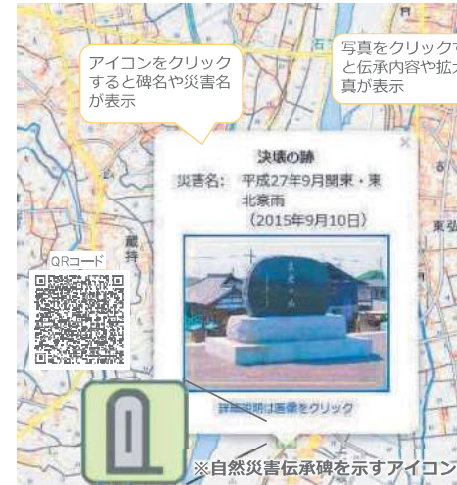 アイコンをクリック
すると碑名や災害名
が表示
写真をクリックす
と伝承内容や拡大
真が表示
決壊の跡
災害名: 平成27年9月関東・東
北豪雨
(2015年9月10日)
蔵持
東弘
QRコード
詳細説明は画像をクリック
※自然災害伝承碑を示すアイコン